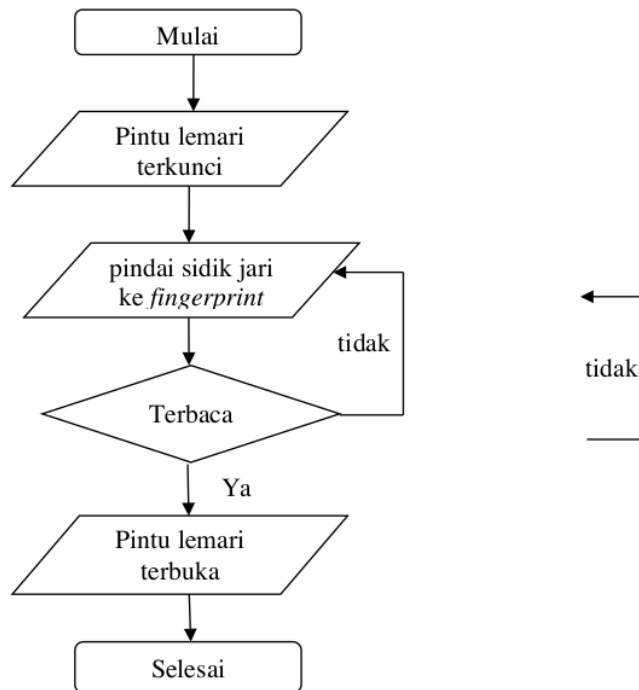 Mulai
Pintu lemari
terkunci
pindai sidik jari
ke fingerprint
tidak
Terbaca
Ya
Pintu lemari
terbuka
Selesai
tidak